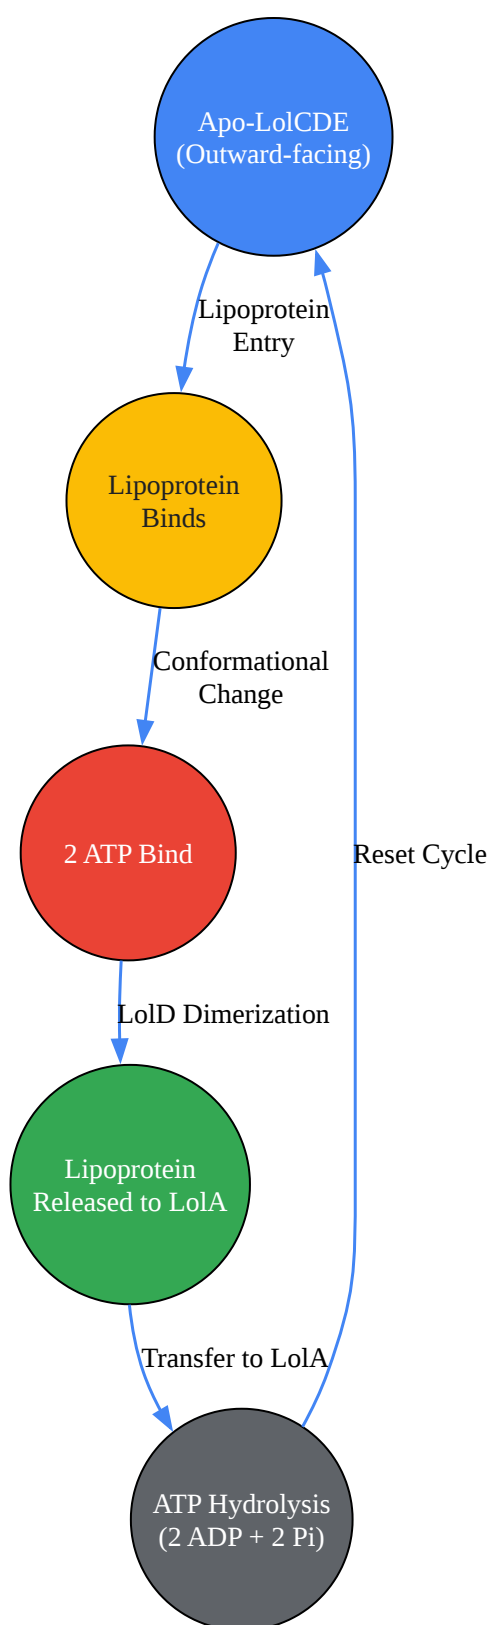 Apo-LolCDE
(Outward-facing)
Lipoprotein
Entry
Lipoprotein
Binds
Conformational
Change
2 ATP Bind
Reset Cycle
LolD Dimerization
Lipoprotein
Released to LolA
Transfer to LolA
ATP Hydrolysis
(2 ADP + 2 Pi)